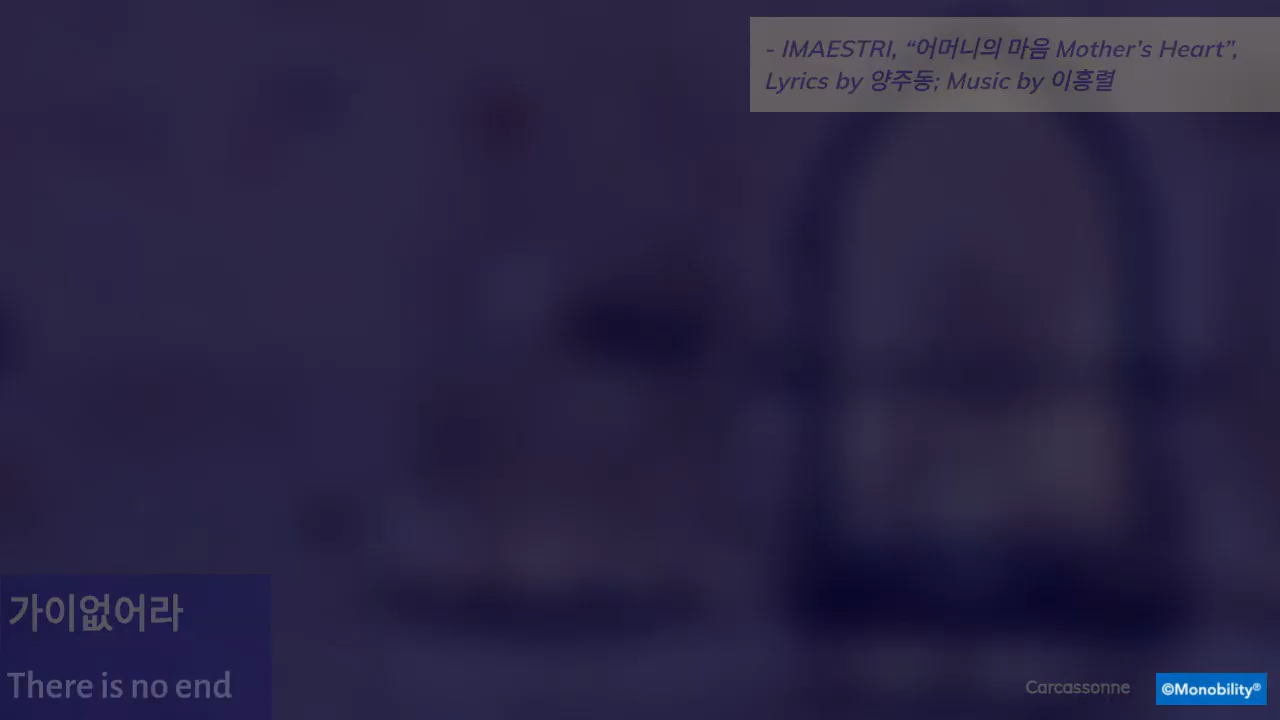 - IMAESTRI, “어머니의 마음 Mother’s Heart”,
Lyrics by 양주동; Music by 이흥렬
가이없어라
There is no end
Carcassonne
©Monobility®